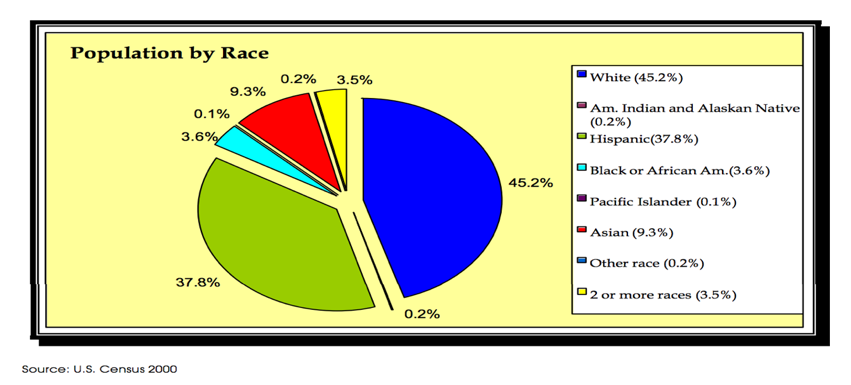 Population by Race
0.2%
3.5%
9.3%
0.1%
3.6%
45.2%
37.8%
0.2%
White (45.2%)
Am. Indian and Alaskan Native
(0.2%)
Hispanic(37.8%)
Black or African Am.(3.6%)
Pacific Islander (0.1%)
Asian (9.3%)
Other race (0.2%)
2 or more races (3.5%)
Source: U.S. Census 2000